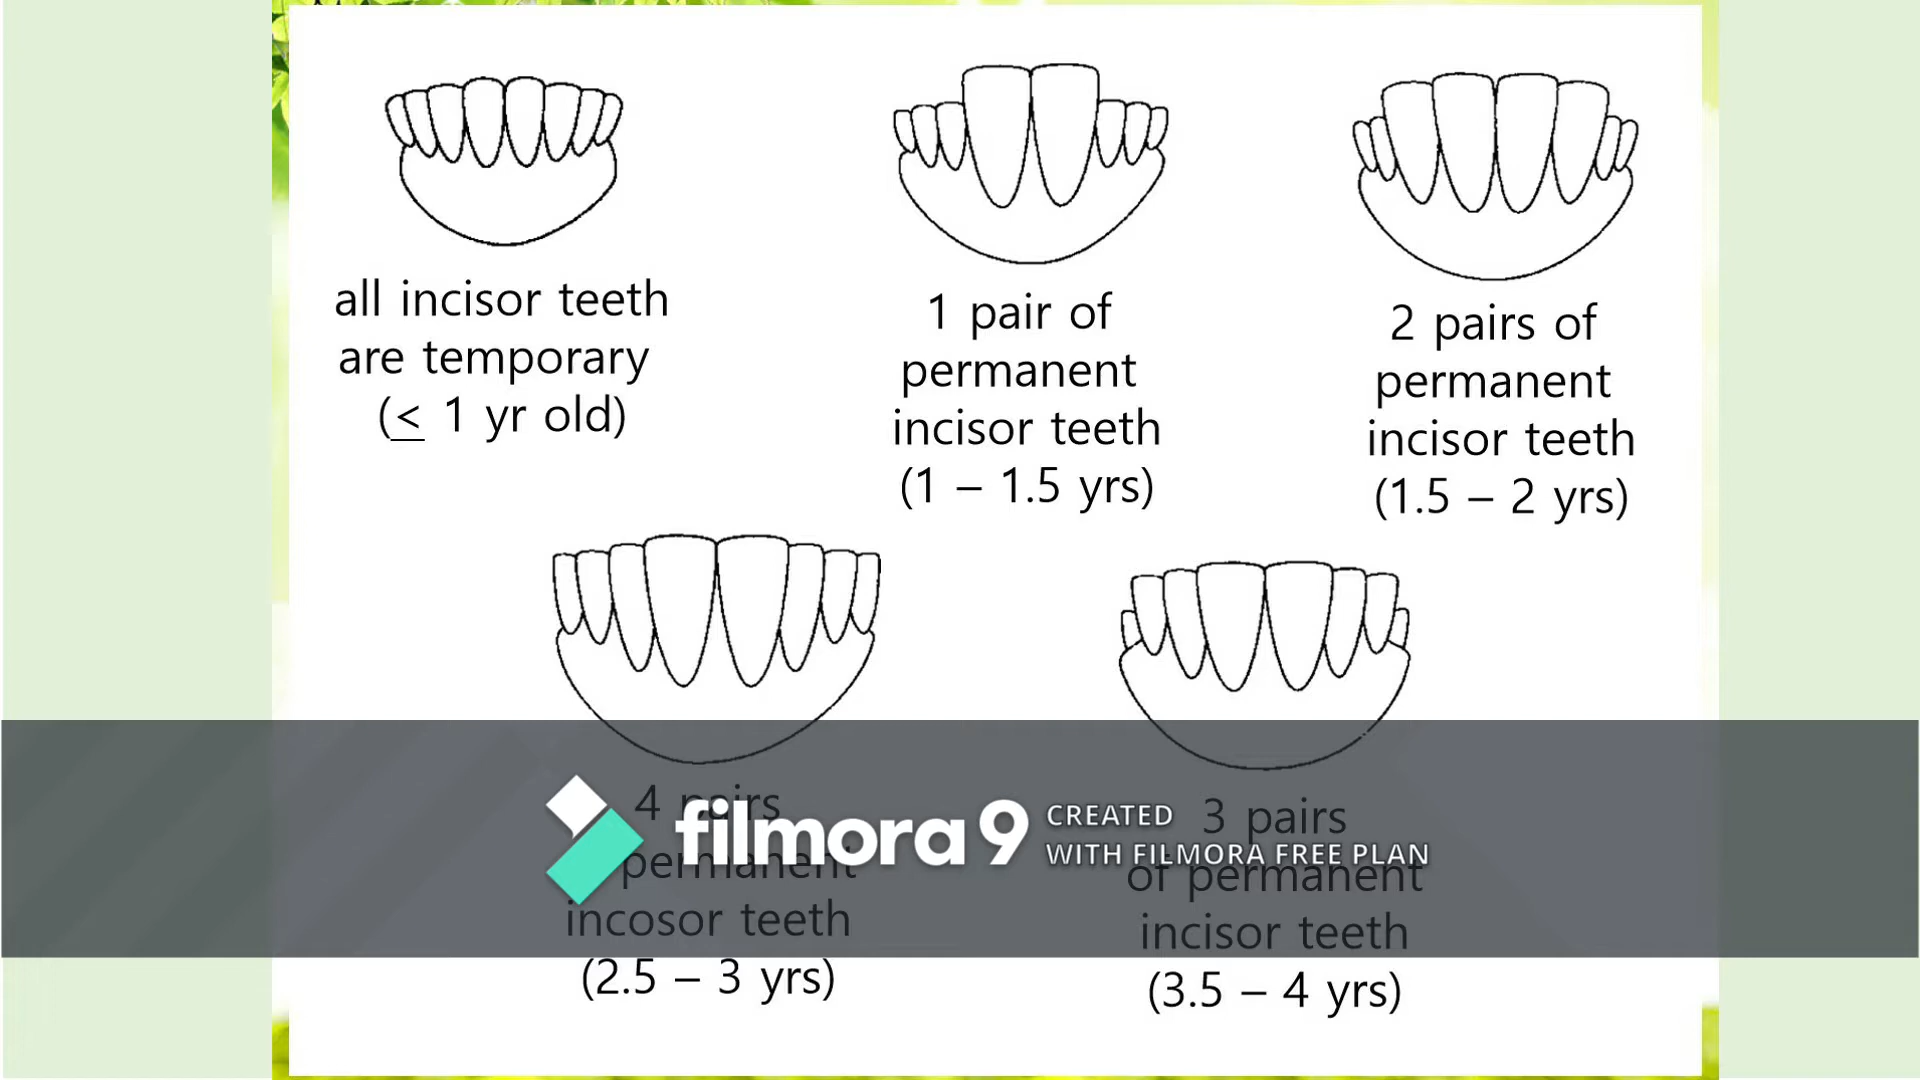 all incisor teeth
are temporary
(< 1 yr old)
1 pair of
permanent
incisor teeth
(1 – 1.5 yrs)
2 pairs of
permanent
incisor teeth
(1.5 – 2 yrs)
4 pairs
permanent
incosor teeth
(2.5 – 3 yrs)
3 pairs
of permanent
incisor teeth
(3.5 – 4 yrs)
filmora 9
CREATED
WITH FILMORA FREE PLAN